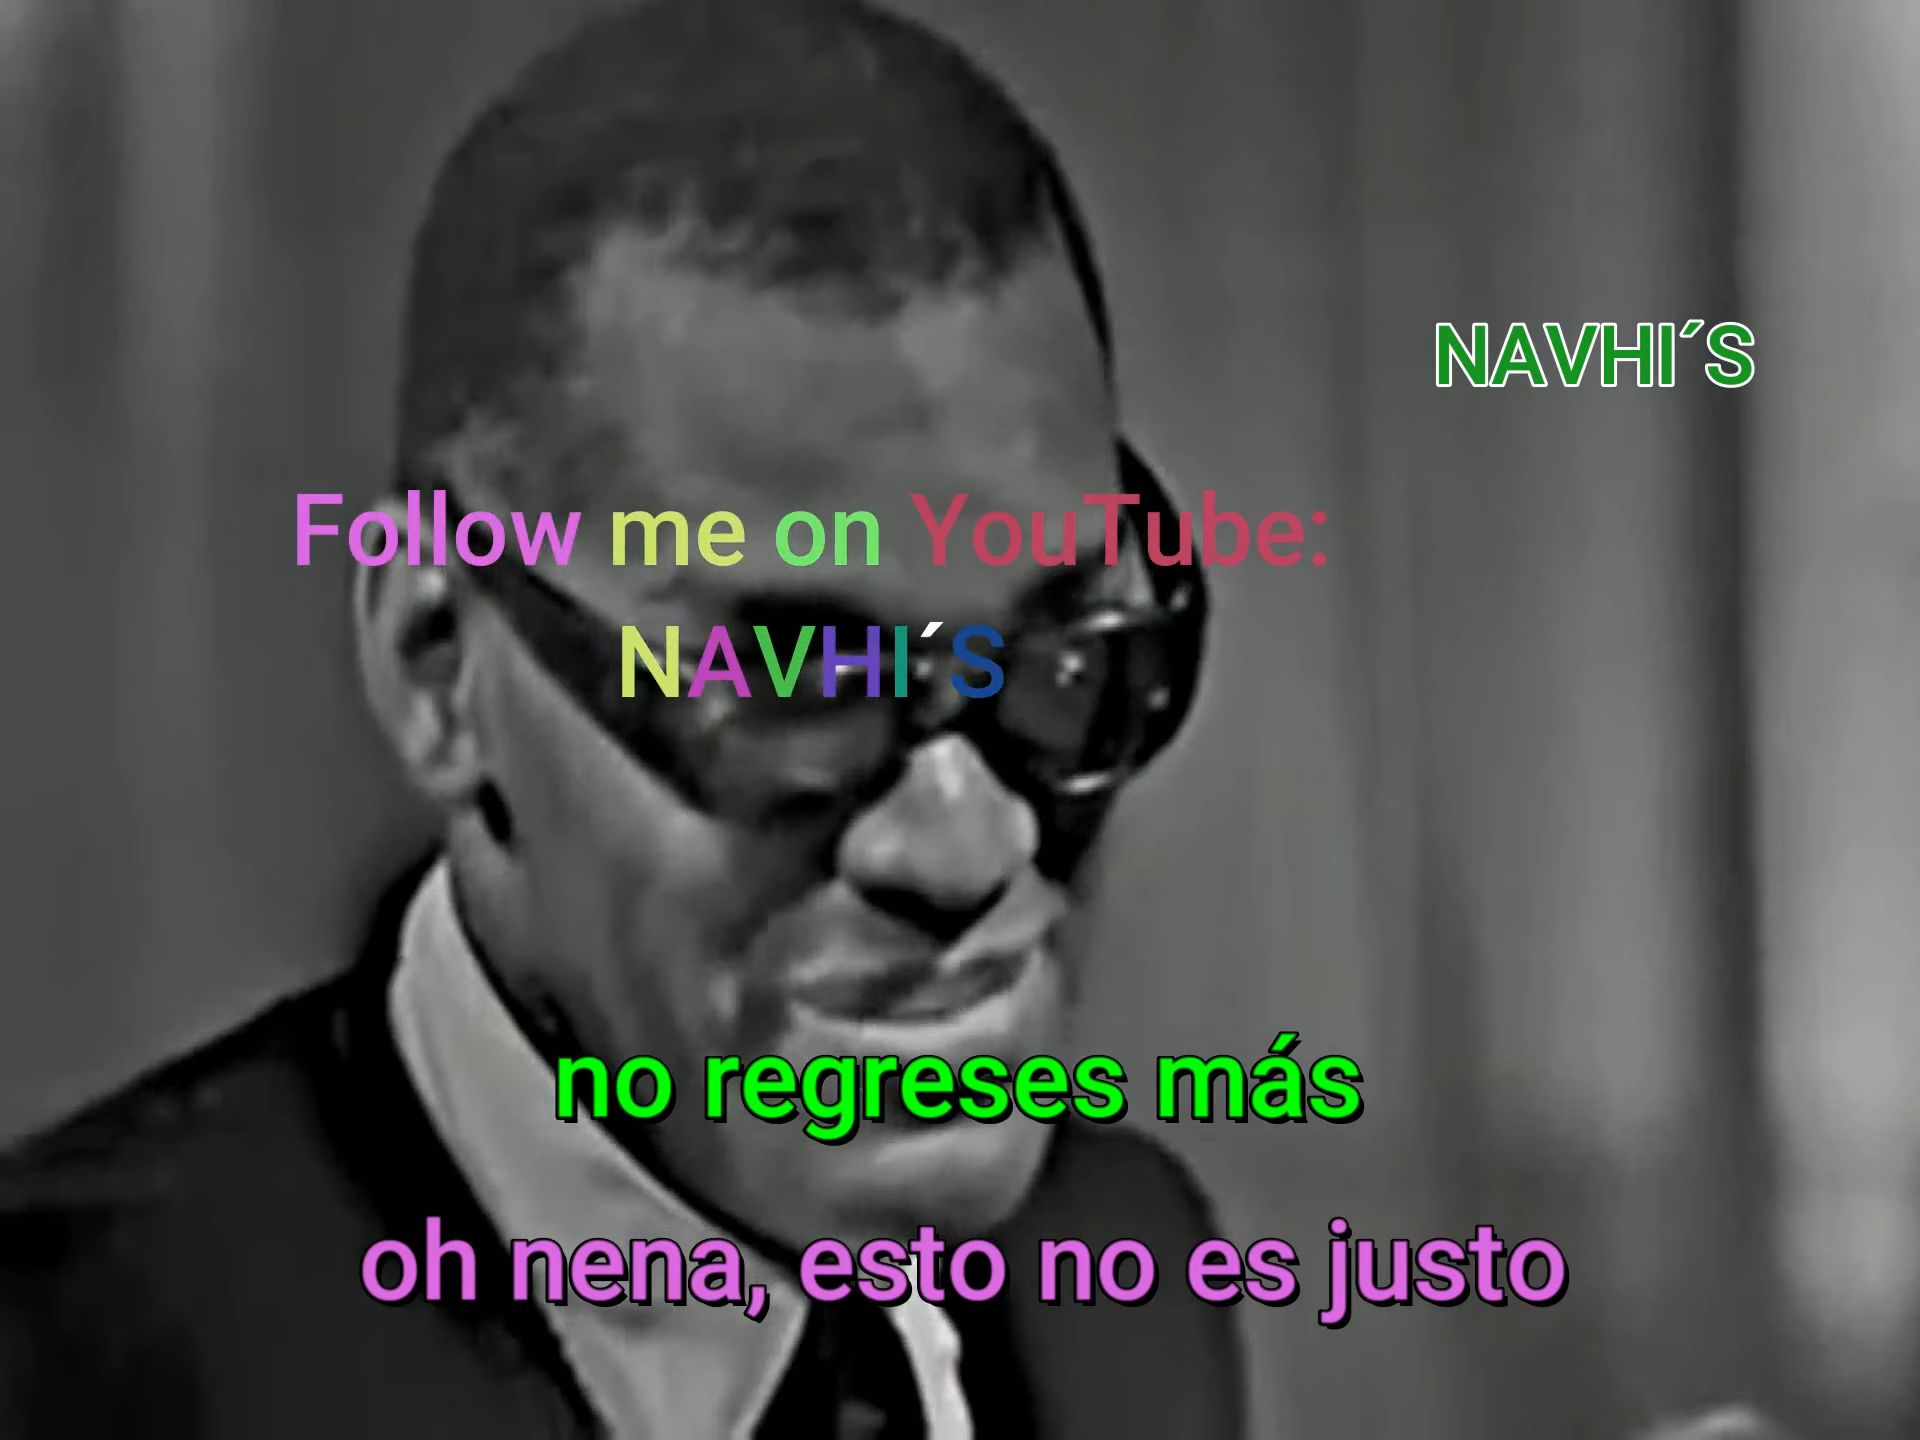 NAVHI´S
Follow me on YouTube:
NAVHI´S
no regreses más
oh nena, esto no es justo